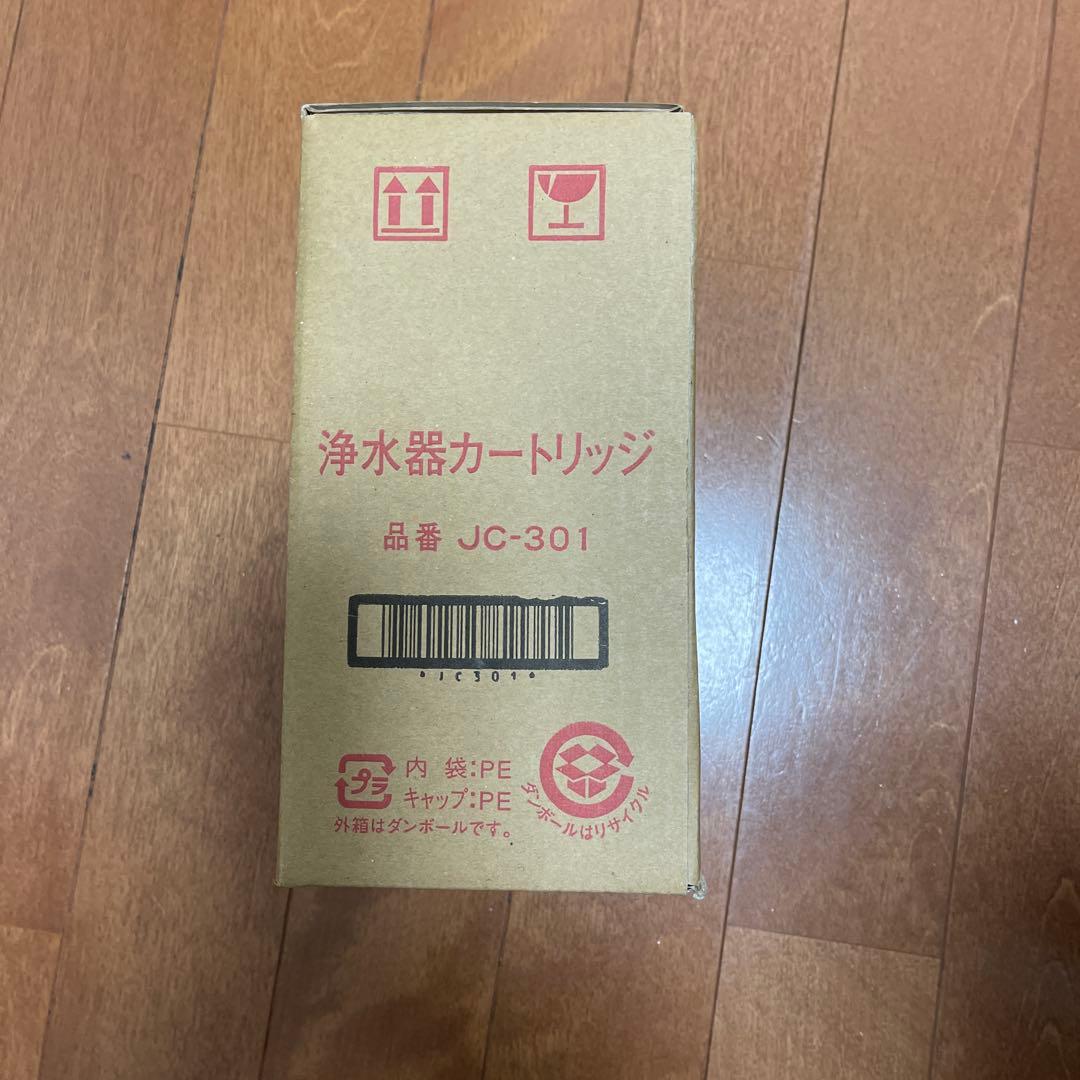 浄水器カートリッジ
品番 JC-301
*JC301*
プラ
内 袋:PE
キャップ:PE
外箱はダンボールです。
ダンボールはリサイクル